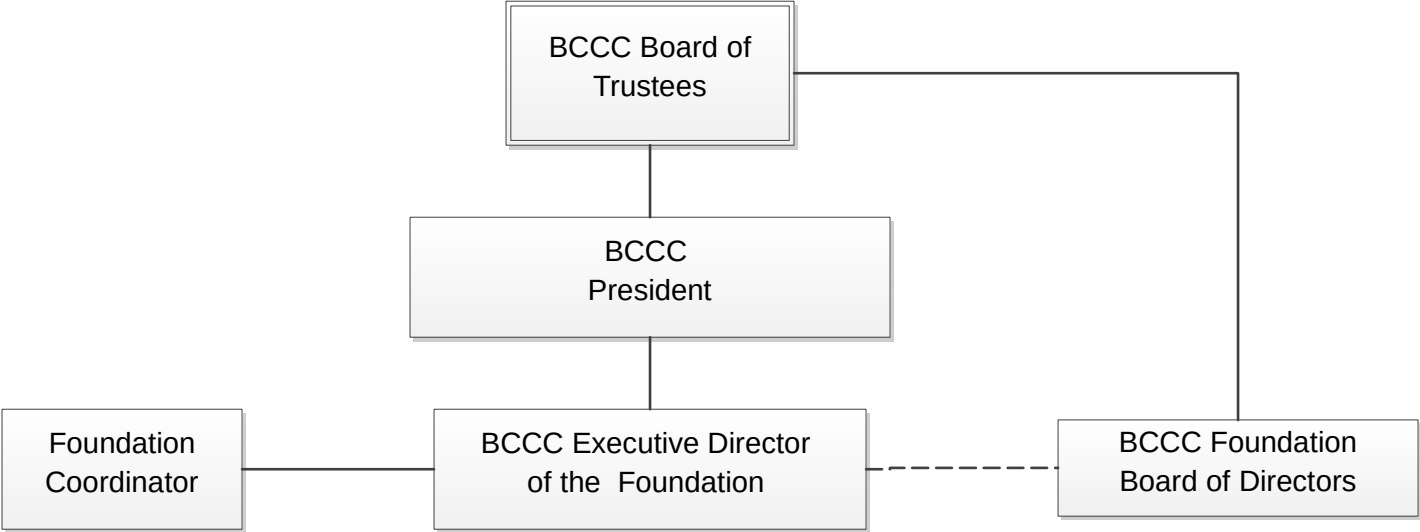 BCCC Board of
Trustees
BCCC
President
Foundation
Coordinator
BCCC Executive Director
of the  Foundation
BCCC Foundation
Board of Directors